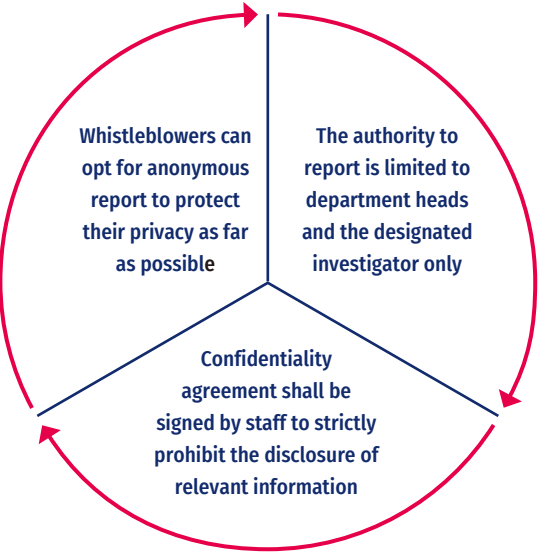 Whistleblowers can
opt for anonymous
report to protect
their privacy as far
as possible
The authority to
report is limited to
department heads
and the designated
investigator only
Confidentiality
agreement shall be
signed by staff to strictly
prohibit the disclosure of
relevant information